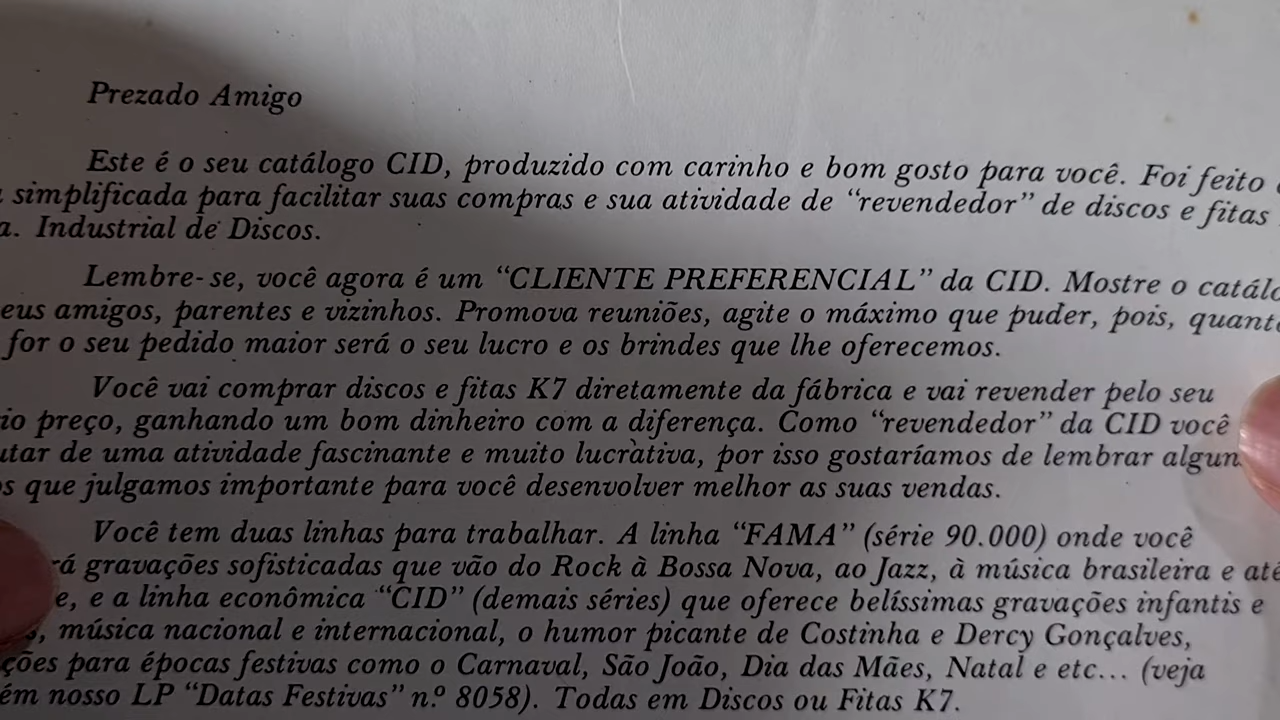 Prezado Amigo
Este é o seu catálogo CID, produzido com carinho e bom gosto para você. Foi feito
simplificada para facilitar suas compras e sua atividade de “revendedor” de discos e fitas
Industrial de Discos.
Lembre-se, você agora é um “CLIENTE PREFERENCIAL” da CID. Mostre o
amigos, parentes e vizinhos. Promova reuniões, agite o máximo que puder, pois,
for o seu pedido maior será o seu lucro e os brindes que lhe oferecemos.
Você vai comprar discos e fitas K7 diretamente da fábrica e vai revender pelo seu
preço, ganhando um bom dinheiro com a diferença. Como “revendedor” da CID você
de uma atividade fascinante e muito lucrativa, por isso gostaríamos de lembrar
que julgamos importante para você desenvolver melhor as suas vendas.
Você tem duas linhas para trabalhar. A linha “FAMA” (série 90.000) onde você
gravações sofisticadas que vão do Rock à Bossa Nova, ao Jazz, à música brasileira e até
e a linha econômica “CID” (demais séries) que oferece belíssimas gravações infantis e
música nacional e internacional, o humor picante de Costinha e Dercy Gonçalves,
para épocas festivas como o Carnaval, São João, Dia das Mães, Natal e etc... (veja
nosso LP “Datas Festivas” n.º 8058). Todas em Discos ou Fitas K7.